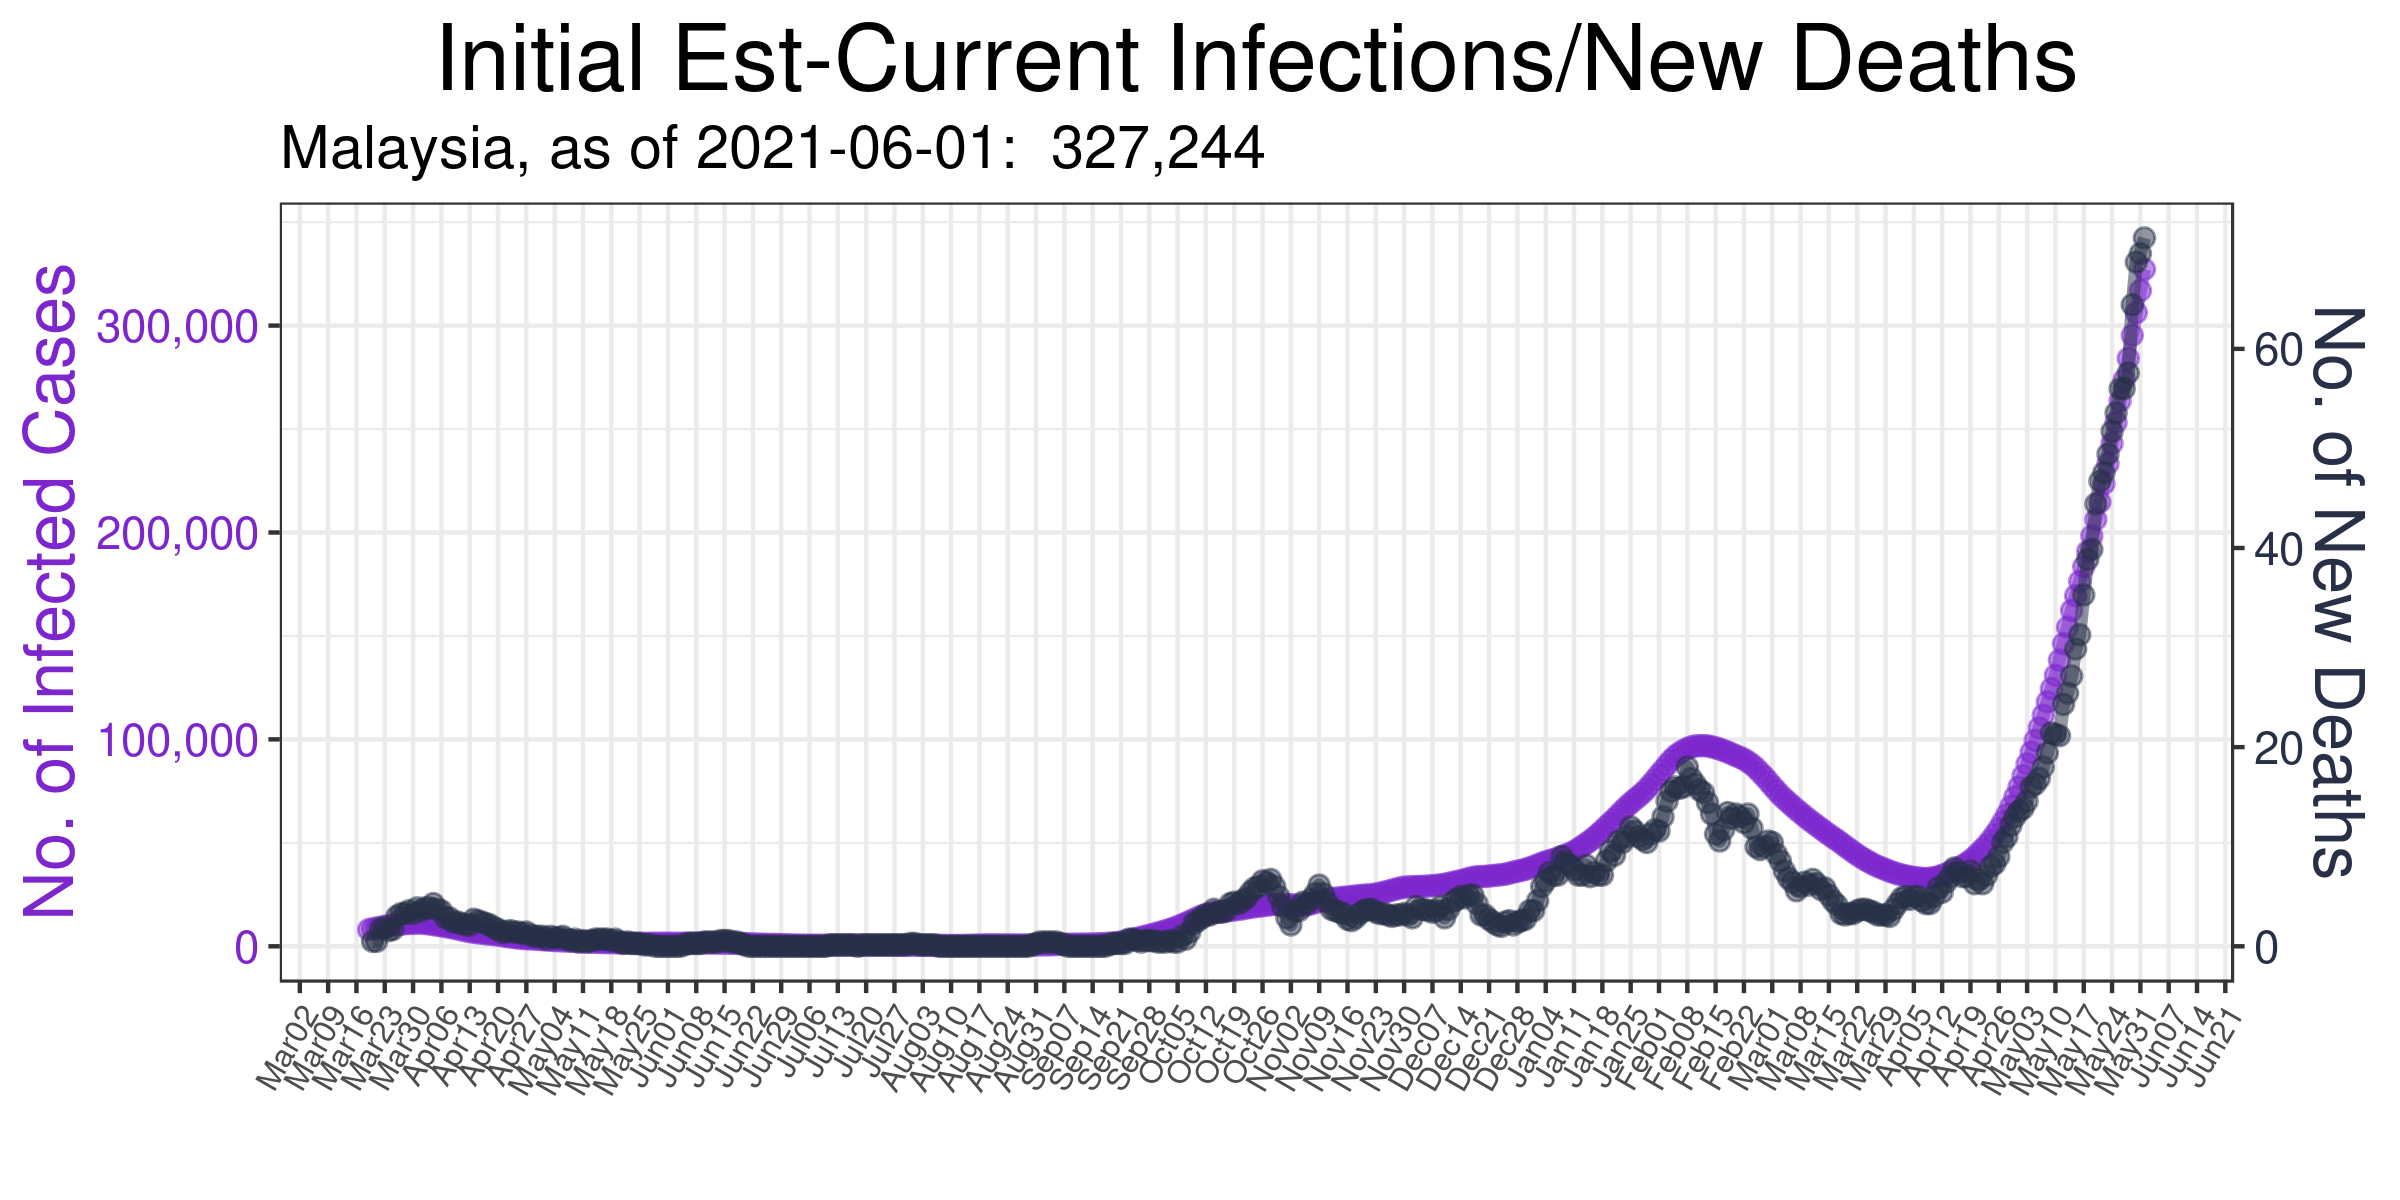 Initial Est-Current Infections/New Deaths
Malaysia, as of 2021-06-01:  327,244
No. of Infected Cases
300,000
200,000
100,000
0
60
40
20
0
No. of New Deaths
Mar02
Mar09
Mar16
Mar23
Mar30
Apr06
Apr13
Apr20
Apr27
May04
May11
May18
May25
Jun01
Jun08
Jun15
Jun22
Jun29
Jul06
Jul13
Jul20
Jul27
Aug03
Aug10
Aug17
Aug24
Aug31
Sep07
Sep14
Sep21
Sep28
Oct05
Oct12
Oct19
Oct26
Nov02
Nov09
Nov16
Nov23
Nov30
Dec07
Dec14
Dec21
Dec28
Jan04
Jan11
Jan18
Jan25
Feb01
Feb08
Feb15
Feb22
Mar01
Mar08
Mar15
Mar22
Mar29
Apr05
Apr12
Apr19
Apr26
May03
May10
May17
May24
May31
Jun07
Jun14
Jun21